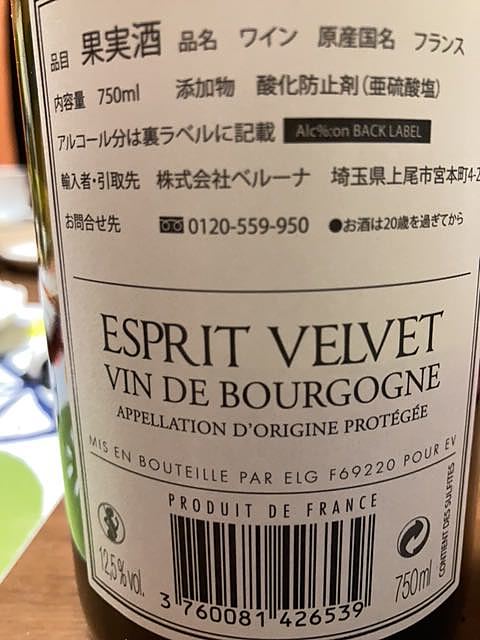 品目 果実酒 品名 ワイン 原産国名 フランス
内容量 750ml 添加物 酸化防止剤(亜硫酸塩)
アルコール分は裏ラベルに記載 Alc%:on BACK LABEL
輸入者・引取先 株式会社ベルーナ 埼玉県上尾市宮本町4-2
お問合せ先 0120-559-950 ●お酒は20歳を過ぎてから
ESPRIT VELVET
VIN DE BOURGOGNE
APPELLATION D'ORIGINE PROTÉGÉE
MIS EN BOUTEILLE PAR ELG F69220 POUR EV
PRODUIT DE FRANCE
12,5%vol.
3 760081 426539
750ml
CONTIENT DES SULFITES